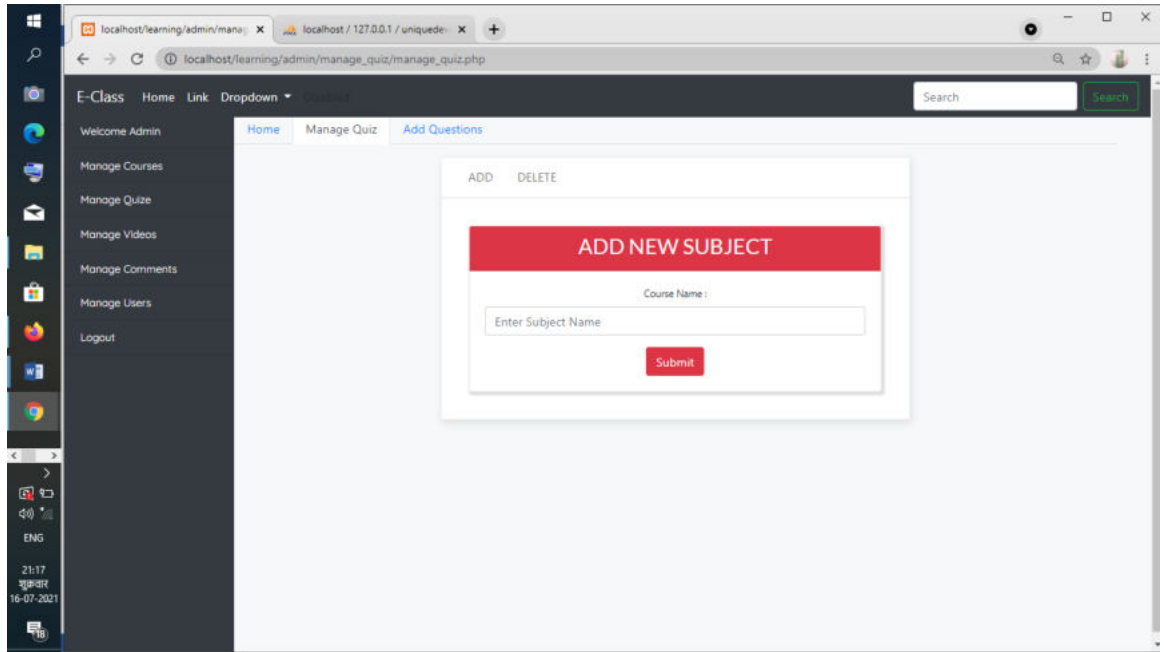 localhost/learning/admin/mana
localhost / 127.0.0.1 / uniquede
localhost/learning/admin/manage_quiz/manage_quiz.php
E-Class Home Link Dropdown Disabled
Search
Search
Welcome Admin
Manage Courses
Manage Quize
Manage Videos
Manage Comments
Manage Users
Logout
Home Manage Quiz Add Questions
ADD DELETE
ADD NEW SUBJECT
Course Name :
Enter Subject Name
Submit
ENG
21:17
शुक्रवार
16-07-2021
18